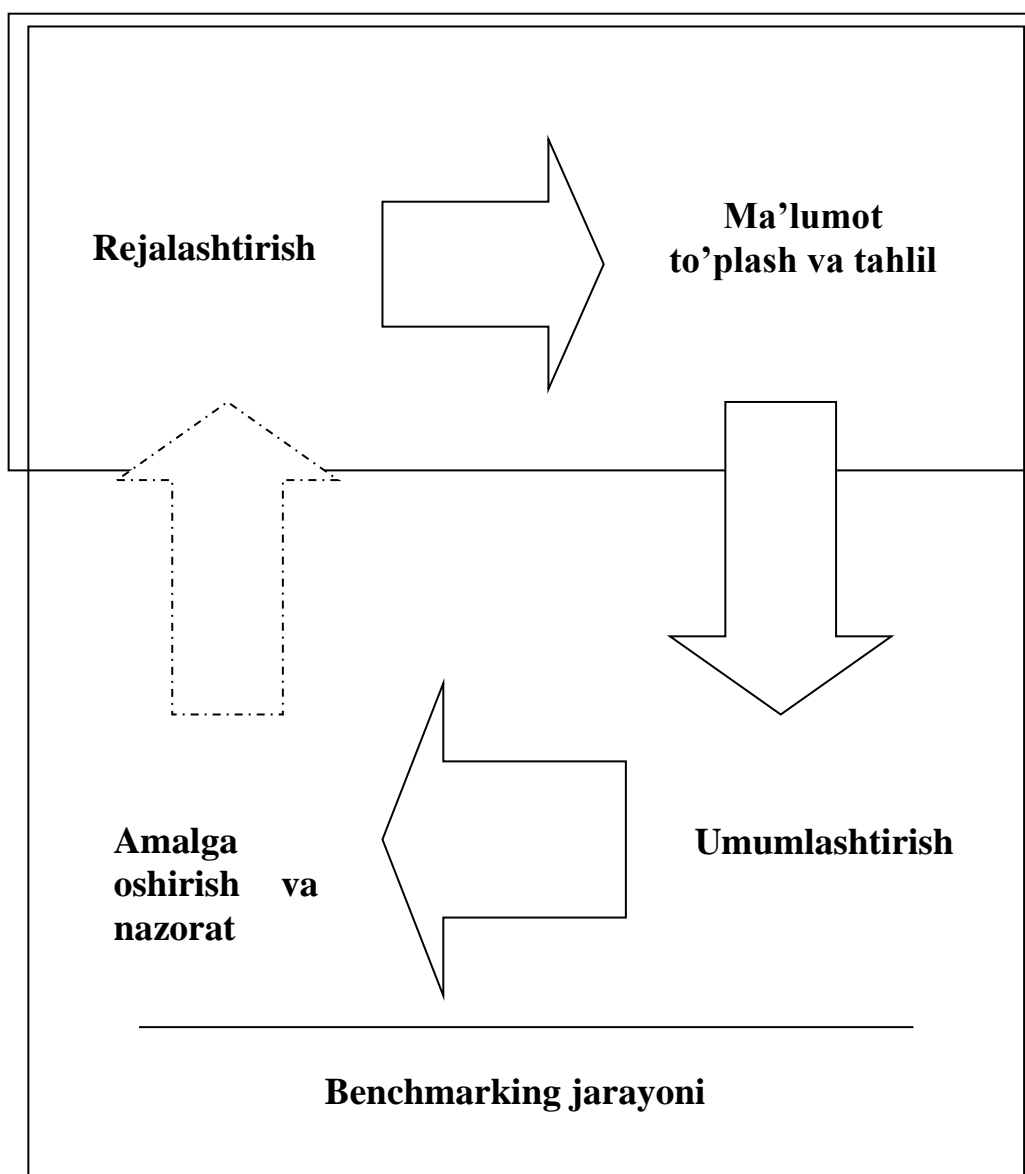 Rejalashtirish
Ma’lumot
to’plash va tahlil
Amalga
oshirish va
nazorat
Umumlashtirish
Benchmarking jarayoni